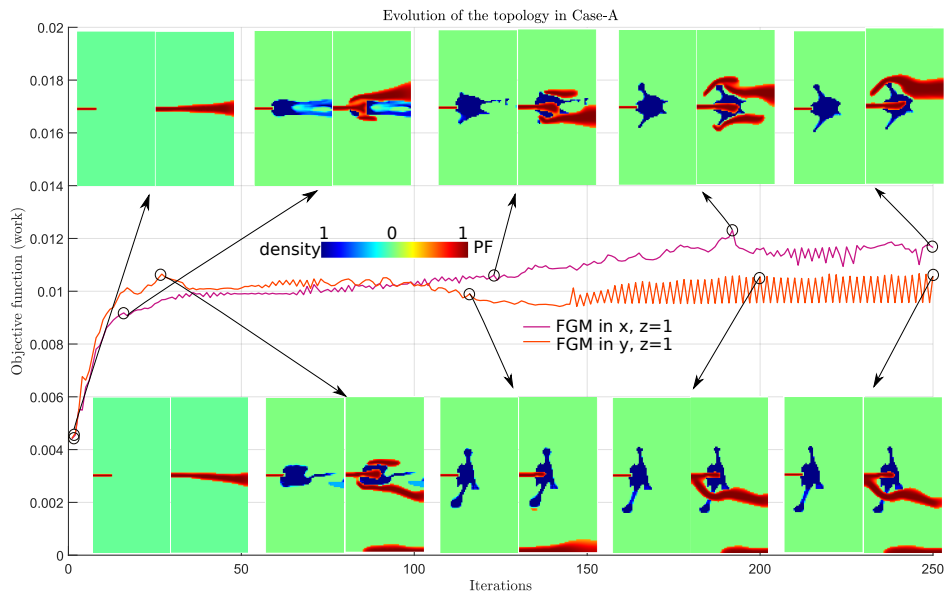 Evolution of the topology in Case-A
0.02
0.018
0.016
0.014
0.012
0.01
0.008
0.006
0.004
0.002
0
Objective function (work)
1 0 1
density PF
FGM in x, z=1
FGM in y, z=1
0 50 100 150 200 250
Iterations